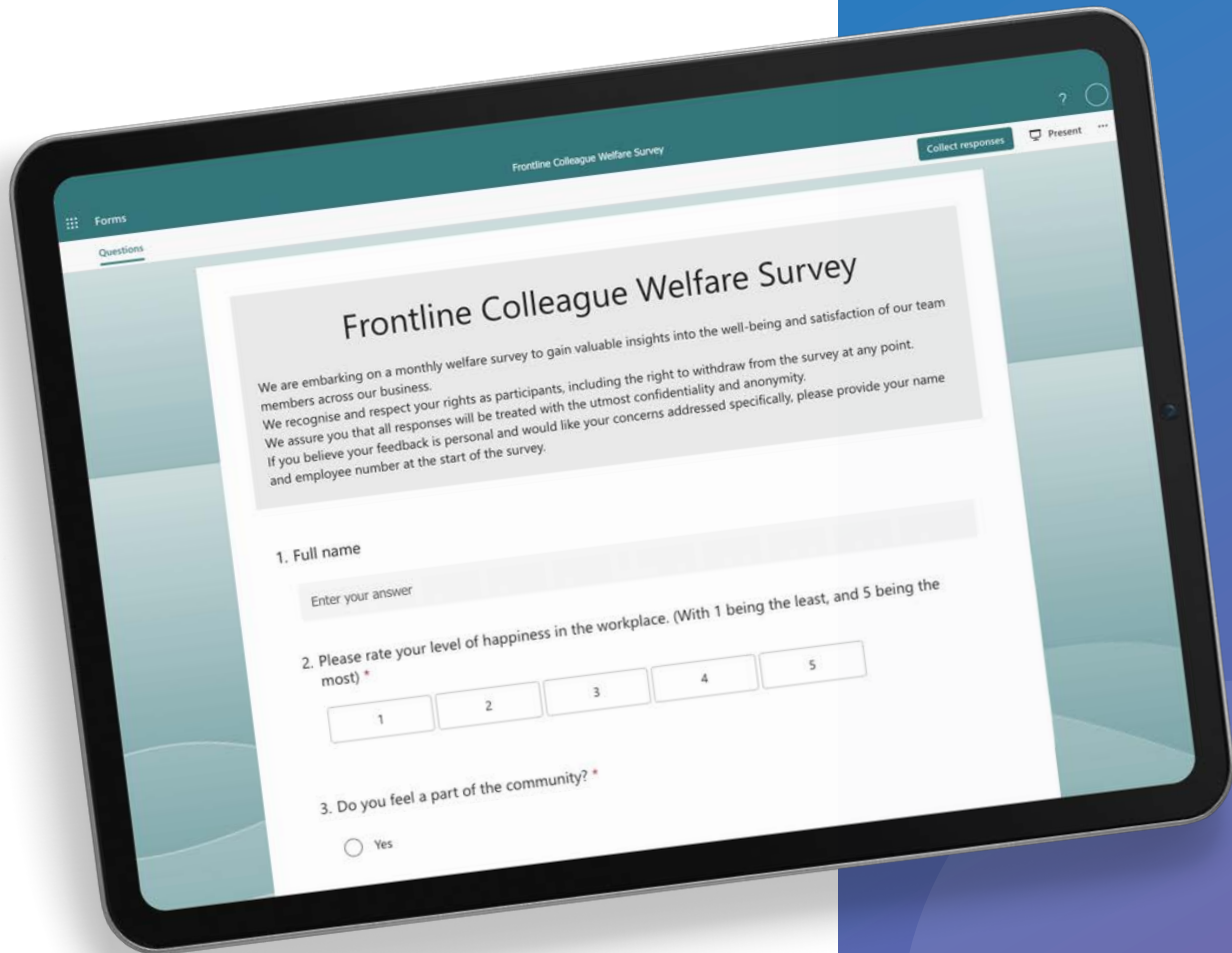 Frontline Colleague Welfare Survey
?
Forms
Collect responses
Present
...
Questions
Frontline Colleague Welfare Survey
We are embarking on a monthly welfare survey to gain valuable insights into the well-being and satisfaction of our team
members across our business.
We recognise and respect your rights as participants, including the right to withdraw from the survey at any point.
We assure you that all responses will be treated with the utmost confidentiality and anonymity.
If you believe your feedback is personal and would like your concerns addressed specifically, please provide your name
and employee number at the start of the survey.
1. Full name
Enter your answer
2. Please rate your level of happiness in the workplace. (With 1 being the least, and 5 being the
most) *
1 2 3 4 5
3. Do you feel a part of the community? *
Yes